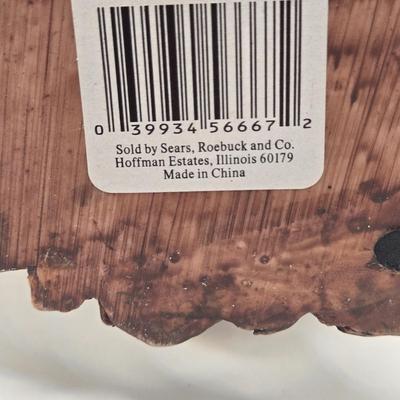 0 39934 56667 2
Sold by Sears, Roebuck and Co.
Hoffman Estates, Illinois 60179
Made in China